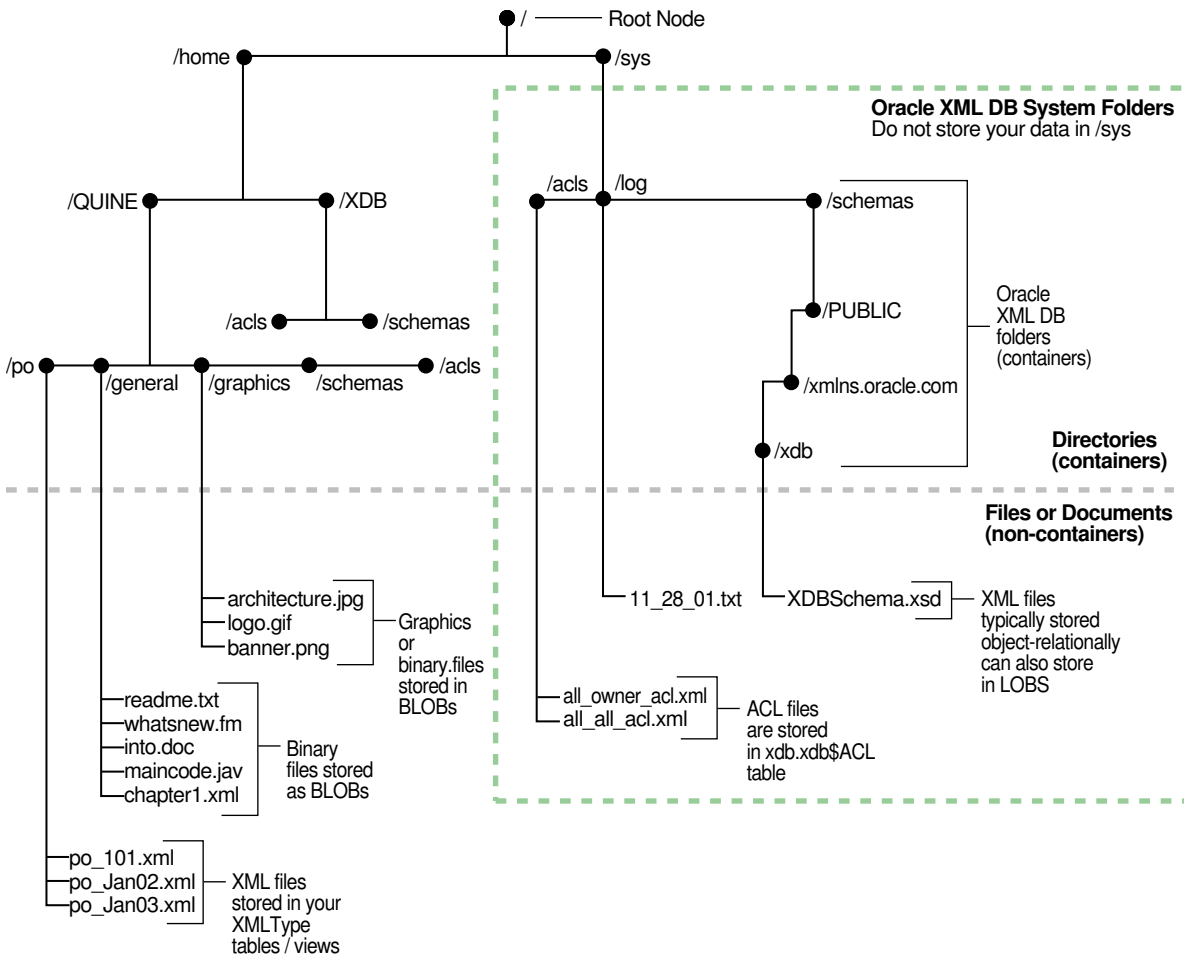 /
Root Node
/home
/sys
Oracle XML DB System Folders
Do not store your data in /sys
/QUINE
/XDB
/acls
/log
/schemas
/acls
/schemas
/PUBLIC
Oracle
XML DB
folders
(containers)
/po
/general
/graphics
/schemas
/acls
/xmlns.oracle.com
/xdb
Directories
(containers)
Files or Documents
(non-containers)
architecture.jpg
logo.gif
banner.png
Graphics
or
binary.files
stored in
BLOBs
11_28_01.txt
XDBSchema.xsd
XML files
typically stored
object-relationally
can also store
in LOBS
readme.txt
whatsnew.fm
into.doc
maincode.jav
chapter1.xml
Binary
files stored
as BLOBs
all_owner_acl.xml
all_all_acl.xml
ACL files
are stored
in xdb.xdb$ACL
table
po_101.xml
po_Jan02.xml
po_Jan03.xml
XML files
stored in your
XMLType
tables / views